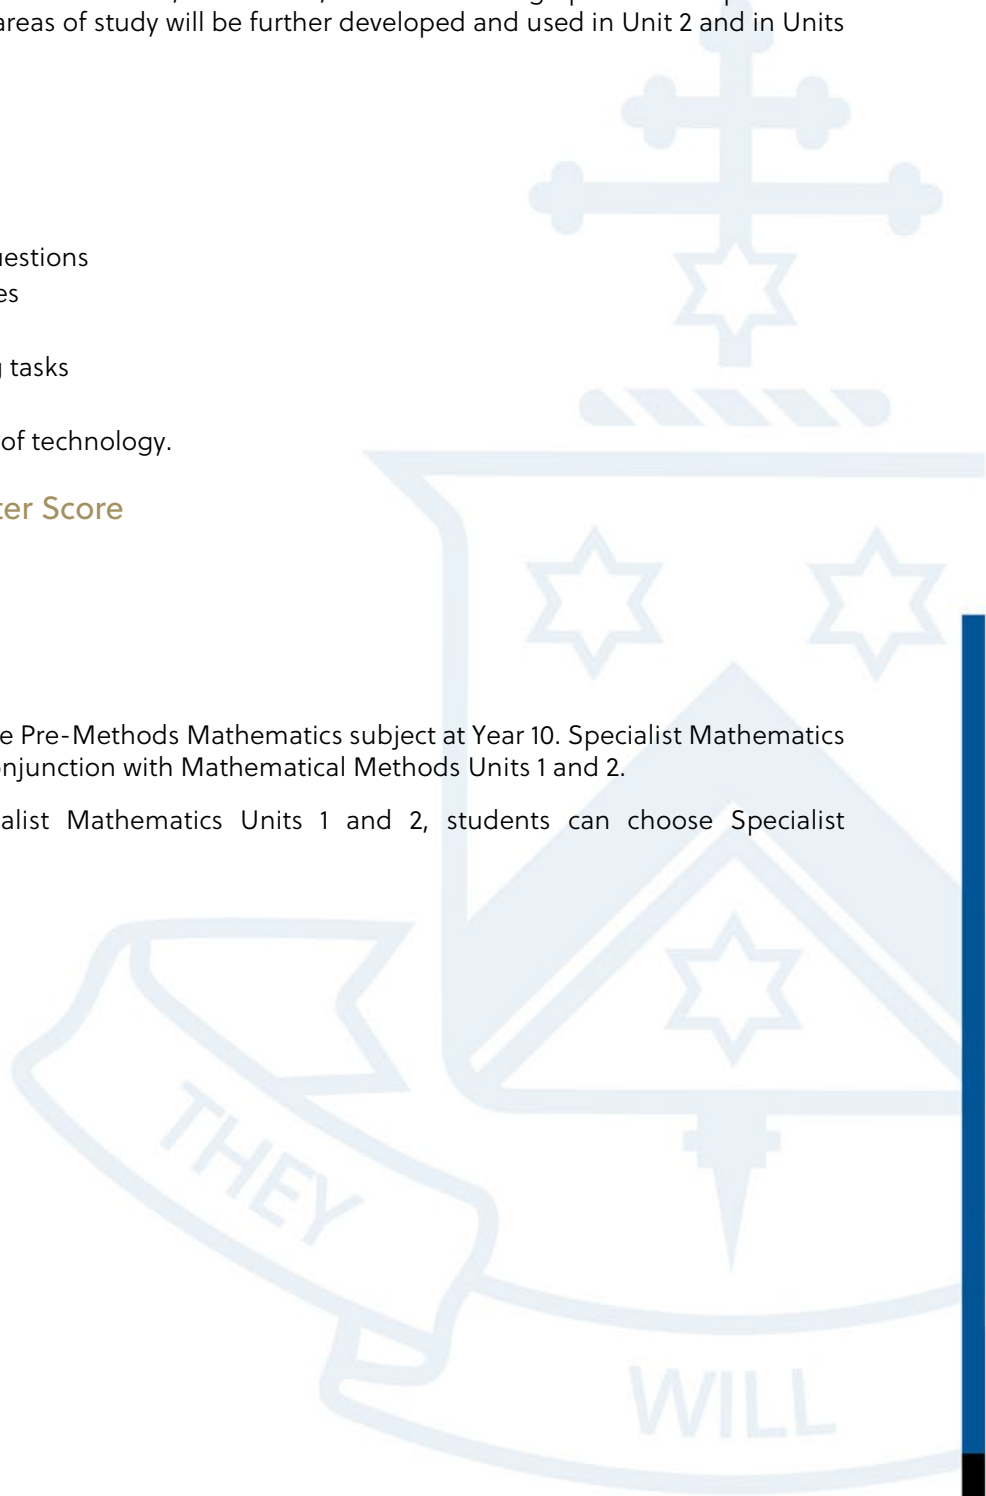 areas of study will be further developed and used in Unit 2 and in Units
uestions
es
tasks
of technology.
ter Score
e Pre-Methods Mathematics subject at Year 10. Specialist Mathematics
onjunction with Mathematical Methods Units 1 and 2.
alist Mathematics Units 1 and 2, students can choose Specialist
THEY
WILL